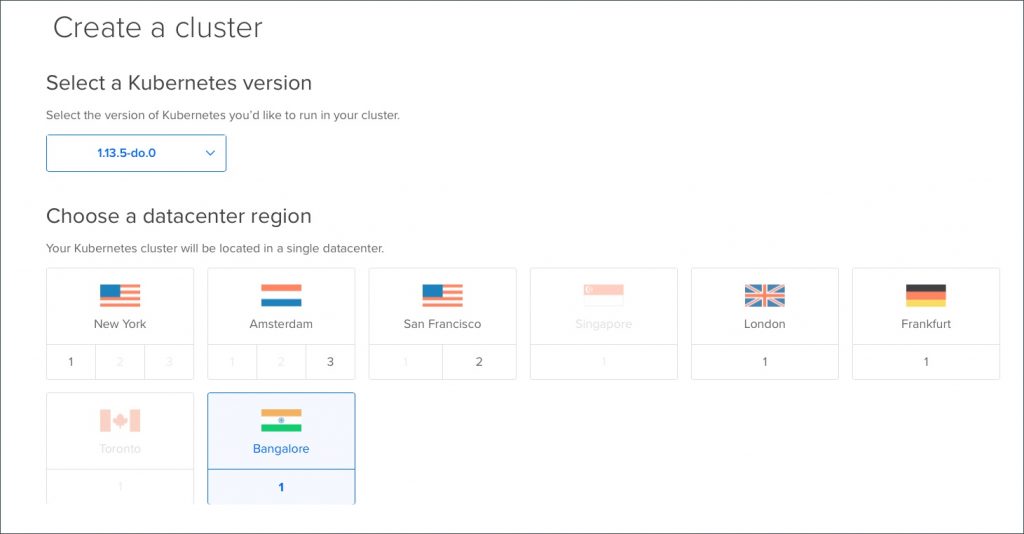 Create a cluster
Select a Kubernetes version
Select the version of Kubernetes you'd like to run in your cluster.
1.13.5-do.0
Choose a datacenter region
Your Kubernetes cluster will be located in a single datacenter.
New York Amsterdam San Francisco Singapore London Frankfurt
1 2 3 1 2 3 1 2 1 1 1
Toronto Bangalore
1 1